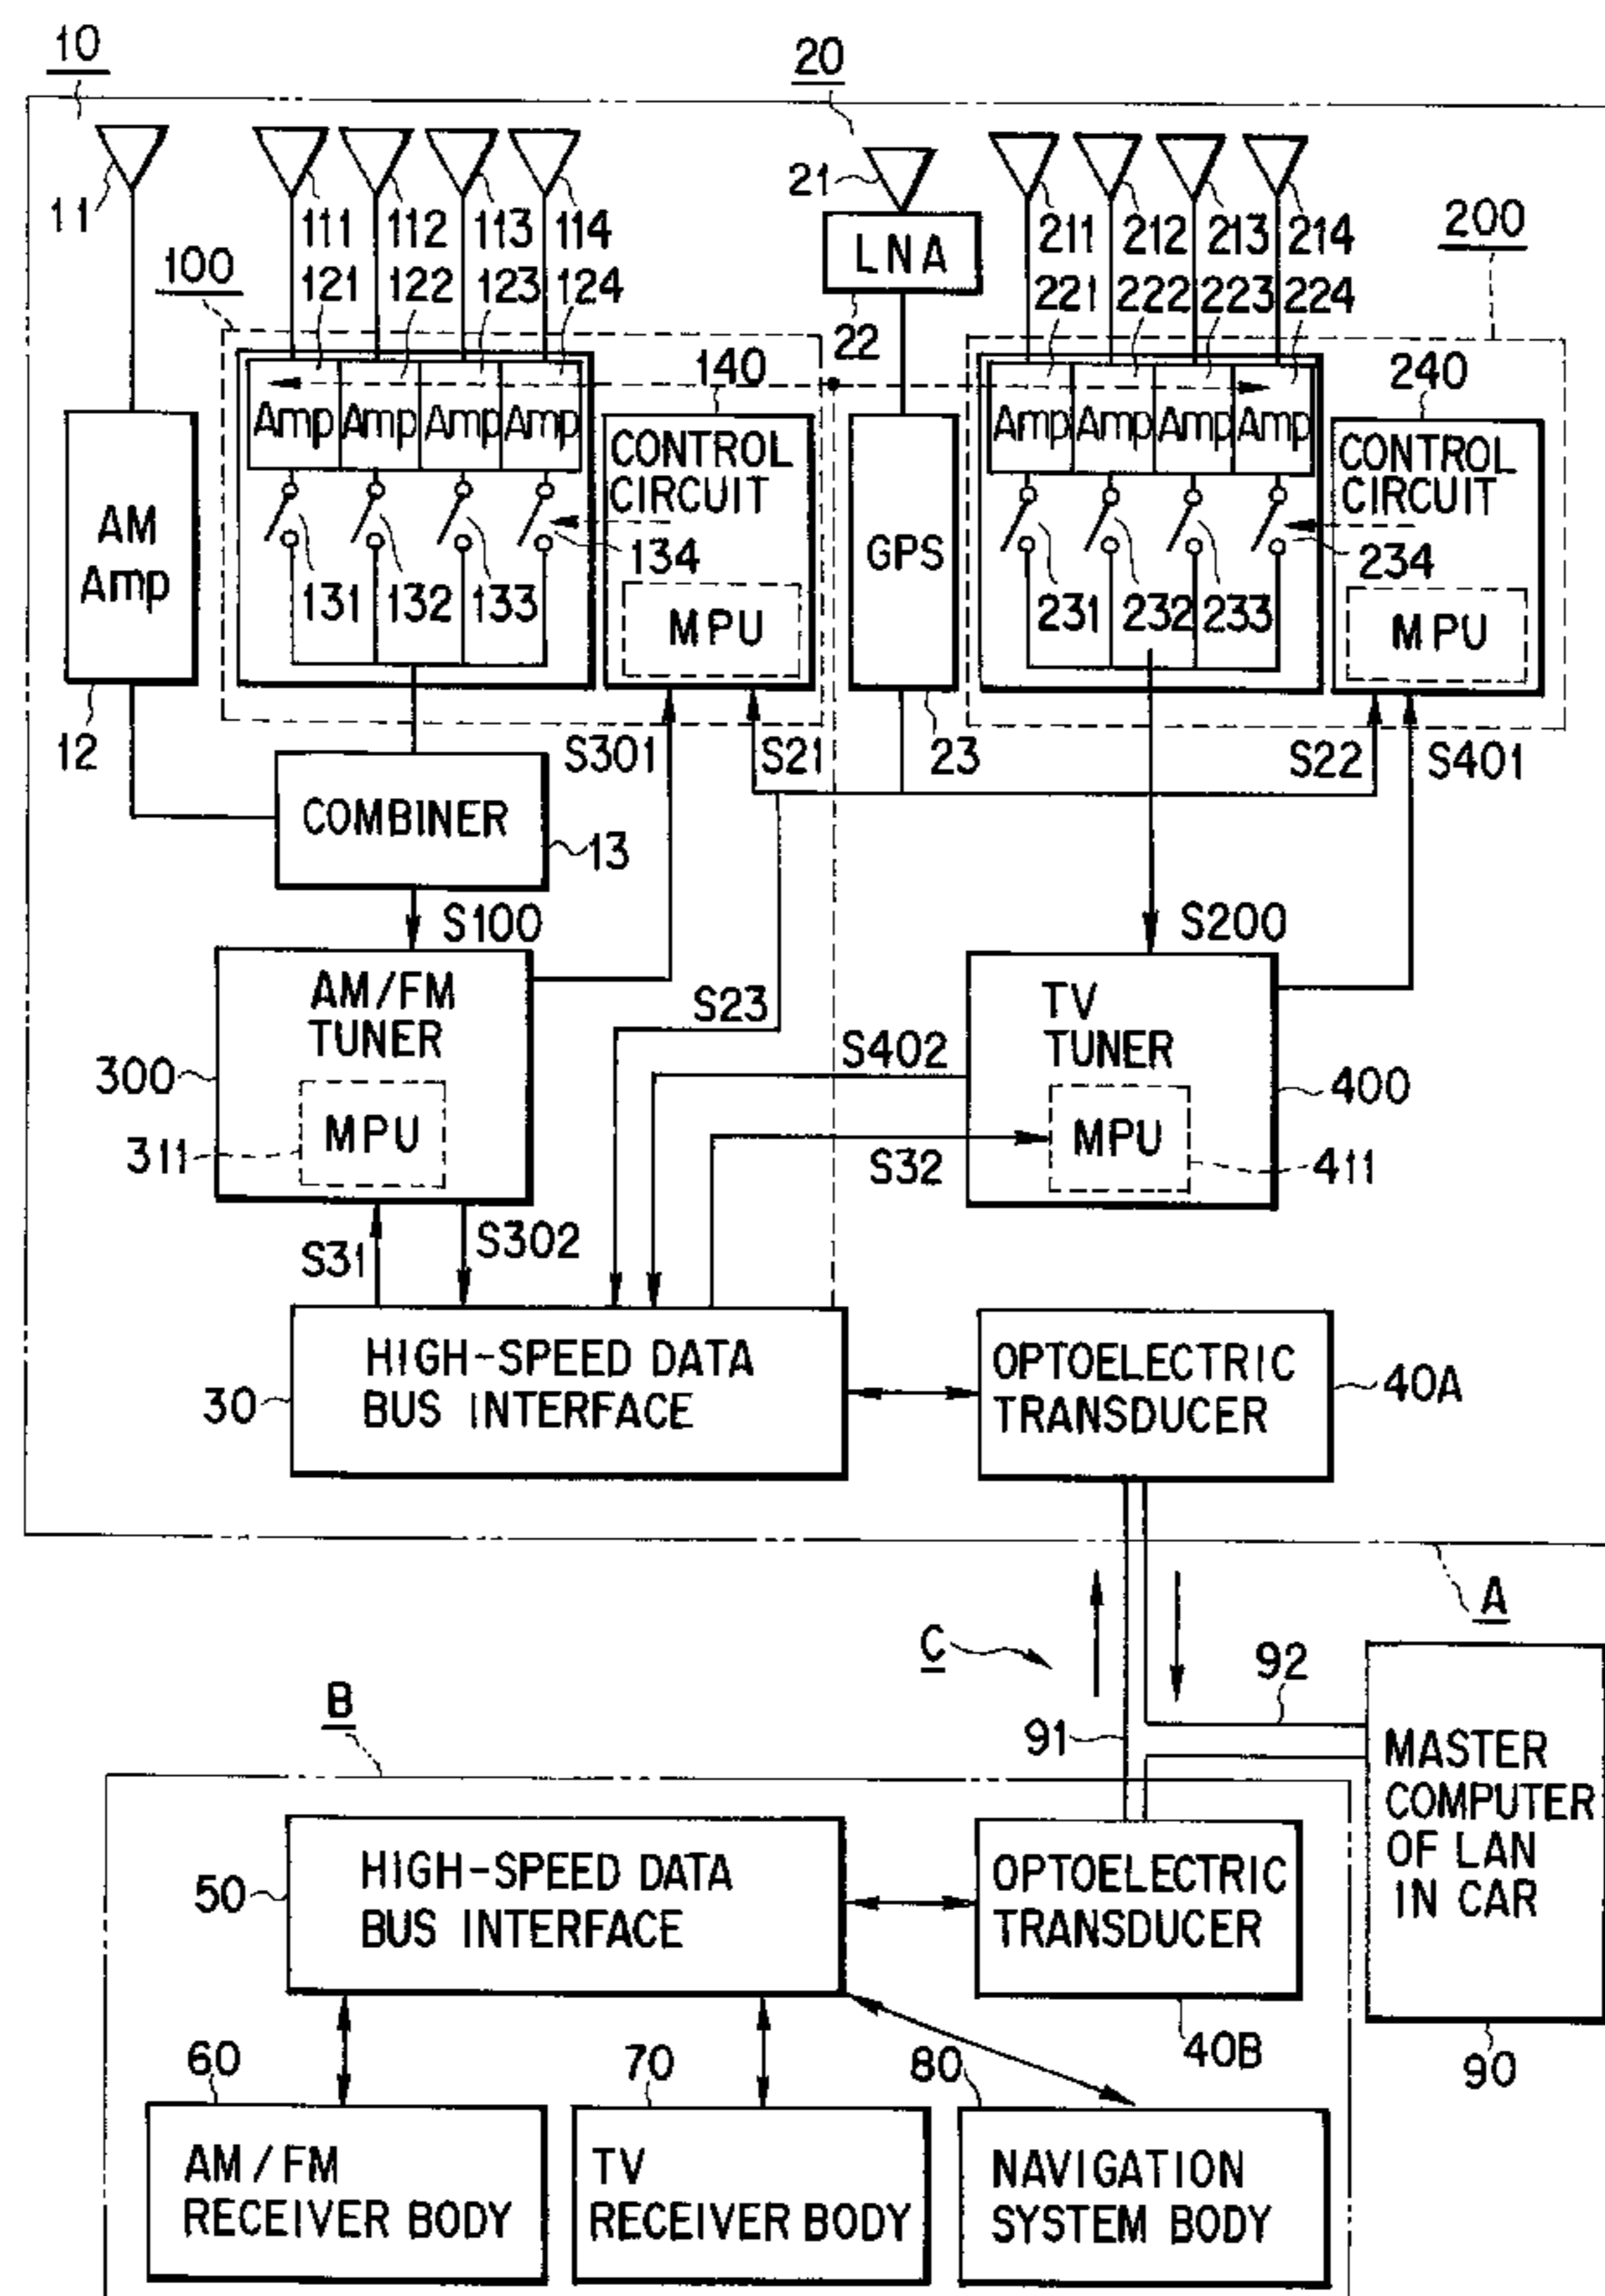 10
20
11
111
112
113
114
21
LNA
22
211
212
213
214
200
100
121
122
123
124
221
222
223
224
140
240
AM
Amp
12
Amp
Amp
Amp
Amp
131
132
133
134
CONTROL
CIRCUIT
MPU
GPS
23
Amp
Amp
Amp
Amp
231
232
233
234
CONTROL
CIRCUIT
MPU
S301
S21
S22
S401
COMBINER
13
S100
S200
AM/FM
TUNER
MPU
300
311
S23
S402
S32
TV
TUNER
MPU
400
411
S31
S302
HIGH-SPEED DATA
BUS INTERFACE
30
OPTOELECTRIC
TRANSDUCER
40A
A
C
92
91
B
MASTER
COMPUTER
OF LAN
IN CAR
90
HIGH-SPEED DATA
BUS INTERFACE
50
OPTOELECTRIC
TRANSDUCER
40B
60
70
80
AM/FM
RECEIVER BODY
TV
RECEIVER BODY
NAVIGATION
SYSTEM BODY